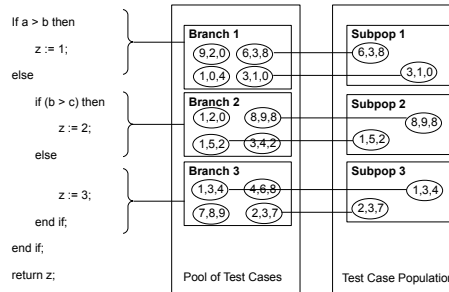 If a > b then
z := 1;
else
if (b > c) then
z := 2;
else
z := 3;
end if;
end if;
return z;
Branch 1
9,2,0 6,3,8
1,0,4 3,1,0
Branch 2
1,2,0 8,9,8
1,5,2 3,4,2
Branch 3
1,3,4 4,6,8
7,8,9 2,3,7
Pool of Test Cases
Subpop 1
6,3,8
3,1,0
Subpop 2
8,9,8
1,5,2
Subpop 3
1,3,4
2,3,7
Test Case Population